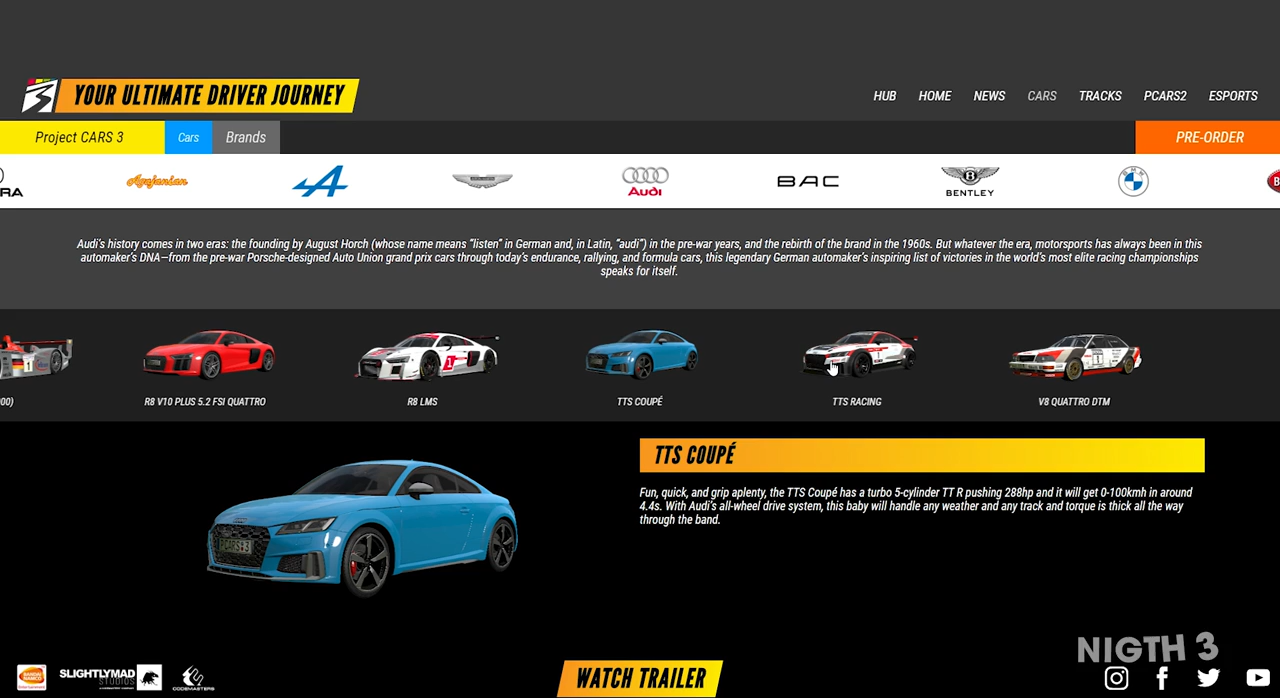 YOUR ULTIMATE DRIVER JOURNEY
HUB HOME NEWS CARS TRACKS PCARS2 ESPORTS
Project CARS 3 Cars Brands PRE-ORDER
RA Agajanian Audi BAC BENTLEY BMW B
Audi's history comes in two eras: the founding by August Horch (whose name means "listen" in German and, in Latin, "audi") in the pre-war years, and the rebirth of the brand in the 1960s. But whatever the era, motorsports has always been in this
automaker's DNA—from the pre-war Porsche-designed Auto Union grand prix cars through today's endurance, rallying, and formula cars, this legendary German automaker's inspiring list of victories in the world's most elite racing championships
speaks for itself.
00) R8 V10 PLUS 5.2 FSI QUATTRO R8 LMS TTS COUPÉ TTS RACING V8 QUATTRO DTM
TTS COUPÉ
Fun, quick, and grip aplenty, the TTS Coupé has a turbo 5-cylinder TT R pushing 288hp and it will get 0-100kmh in around
4.4s. With Audi's all-wheel drive system, this baby will handle any weather and any track and torque is thick all the way
through the band.
PCARS-3
NIGTH 3
BANDAI
NAMCO
SLIGHTLYMAD
STUDIOS
CODEMASTERS
WATCH TRAILER